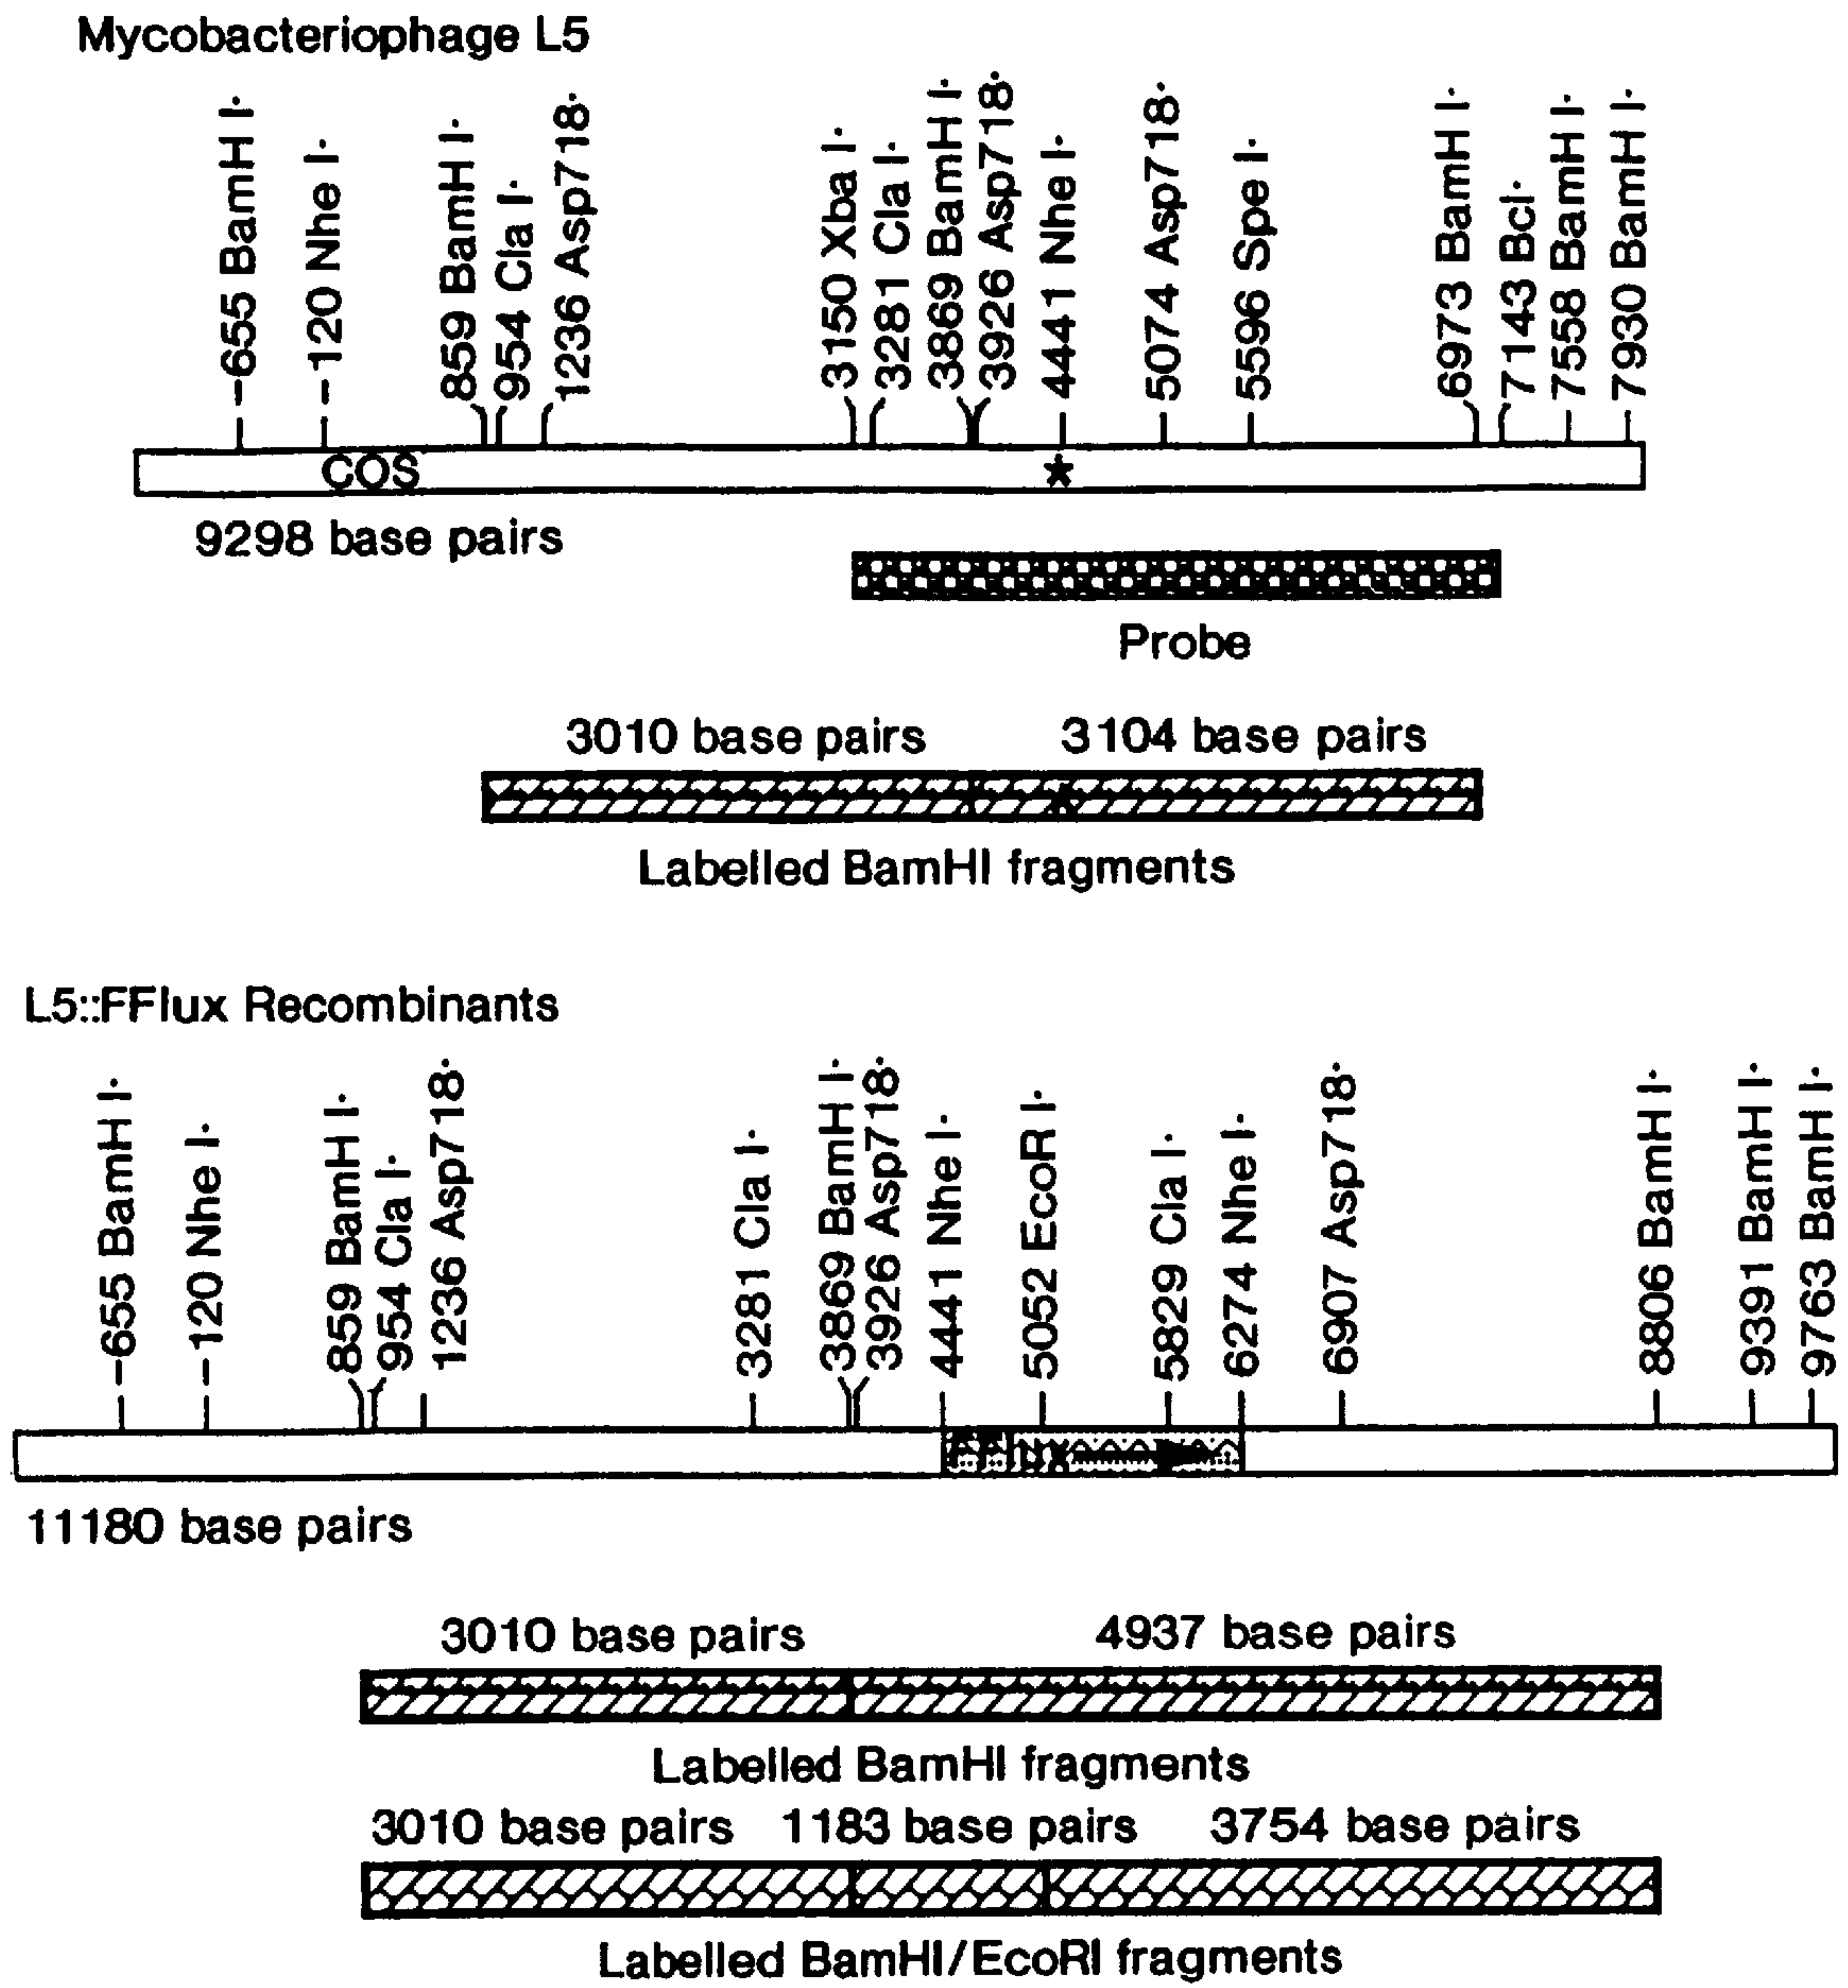 Mycobacteriophage L5
-655 BamH I·
-120 Nhe I·
859 BamH I·
954 Cla I·
1236 Asp718·
3150 Xba I·
3281 Cla I·
3869 BamH I·
3926 Asp718·
4441 Nhe I·
5074 Asp718·
5596 Spe I·
6973 BamH I·
7143 Bcl·
7558 BamH I·
7930 BamH I·
COS
9298 base pairs
Probe
3010 base pairs 3104 base pairs
Labelled BamHI fragments
L5::FFlux Recombinants
-655 BamH I·
-120 Nhe I·
859 BamH I·
954 Cla I·
1236 Asp718·
3281 Cla I·
3869 BamH I·
3926 Asp718·
4441 Nhe I·
5052 EcoR I·
5829 Cla I·
6274 Nhe I·
6907 Asp718·
8806 BamH I·
9391 BamH I·
9763 BamH I·
11180 base pairs
3010 base pairs 4937 base pairs
Labelled BamHI fragments
3010 base pairs 1183 base pairs 3754 base pairs
Labelled BamHI/EcoRI fragments